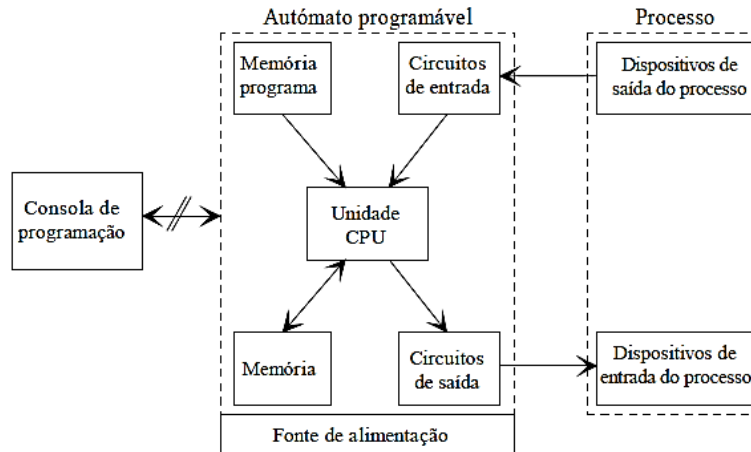 Autómato programável
Processo
Memória
programa
Circuitos
de entrada
Dispositivos de
saída do processo
Consola de
programação
Unidade
CPU
Memória
Circuitos
de saída
Dispositivos de
entrada do processo
Fonte de alimentação